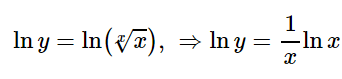 ln y = ln(ˣ√x), ⇒ ln y = 1/x ln x